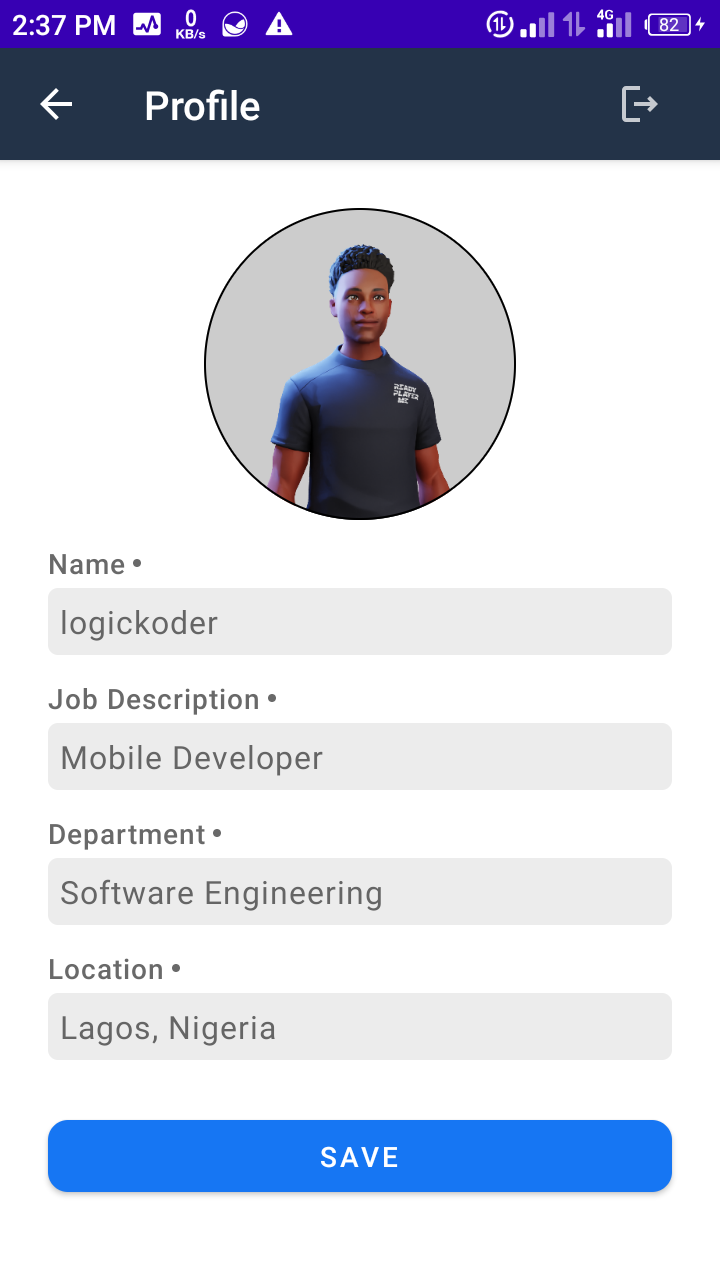 2:37 PM 0 KB/s 4G 82
Profile
READY
PLAYER
ME
Name •
logickoder
Job Description •
Mobile Developer
Department •
Software Engineering
Location •
Lagos, Nigeria
SAVE